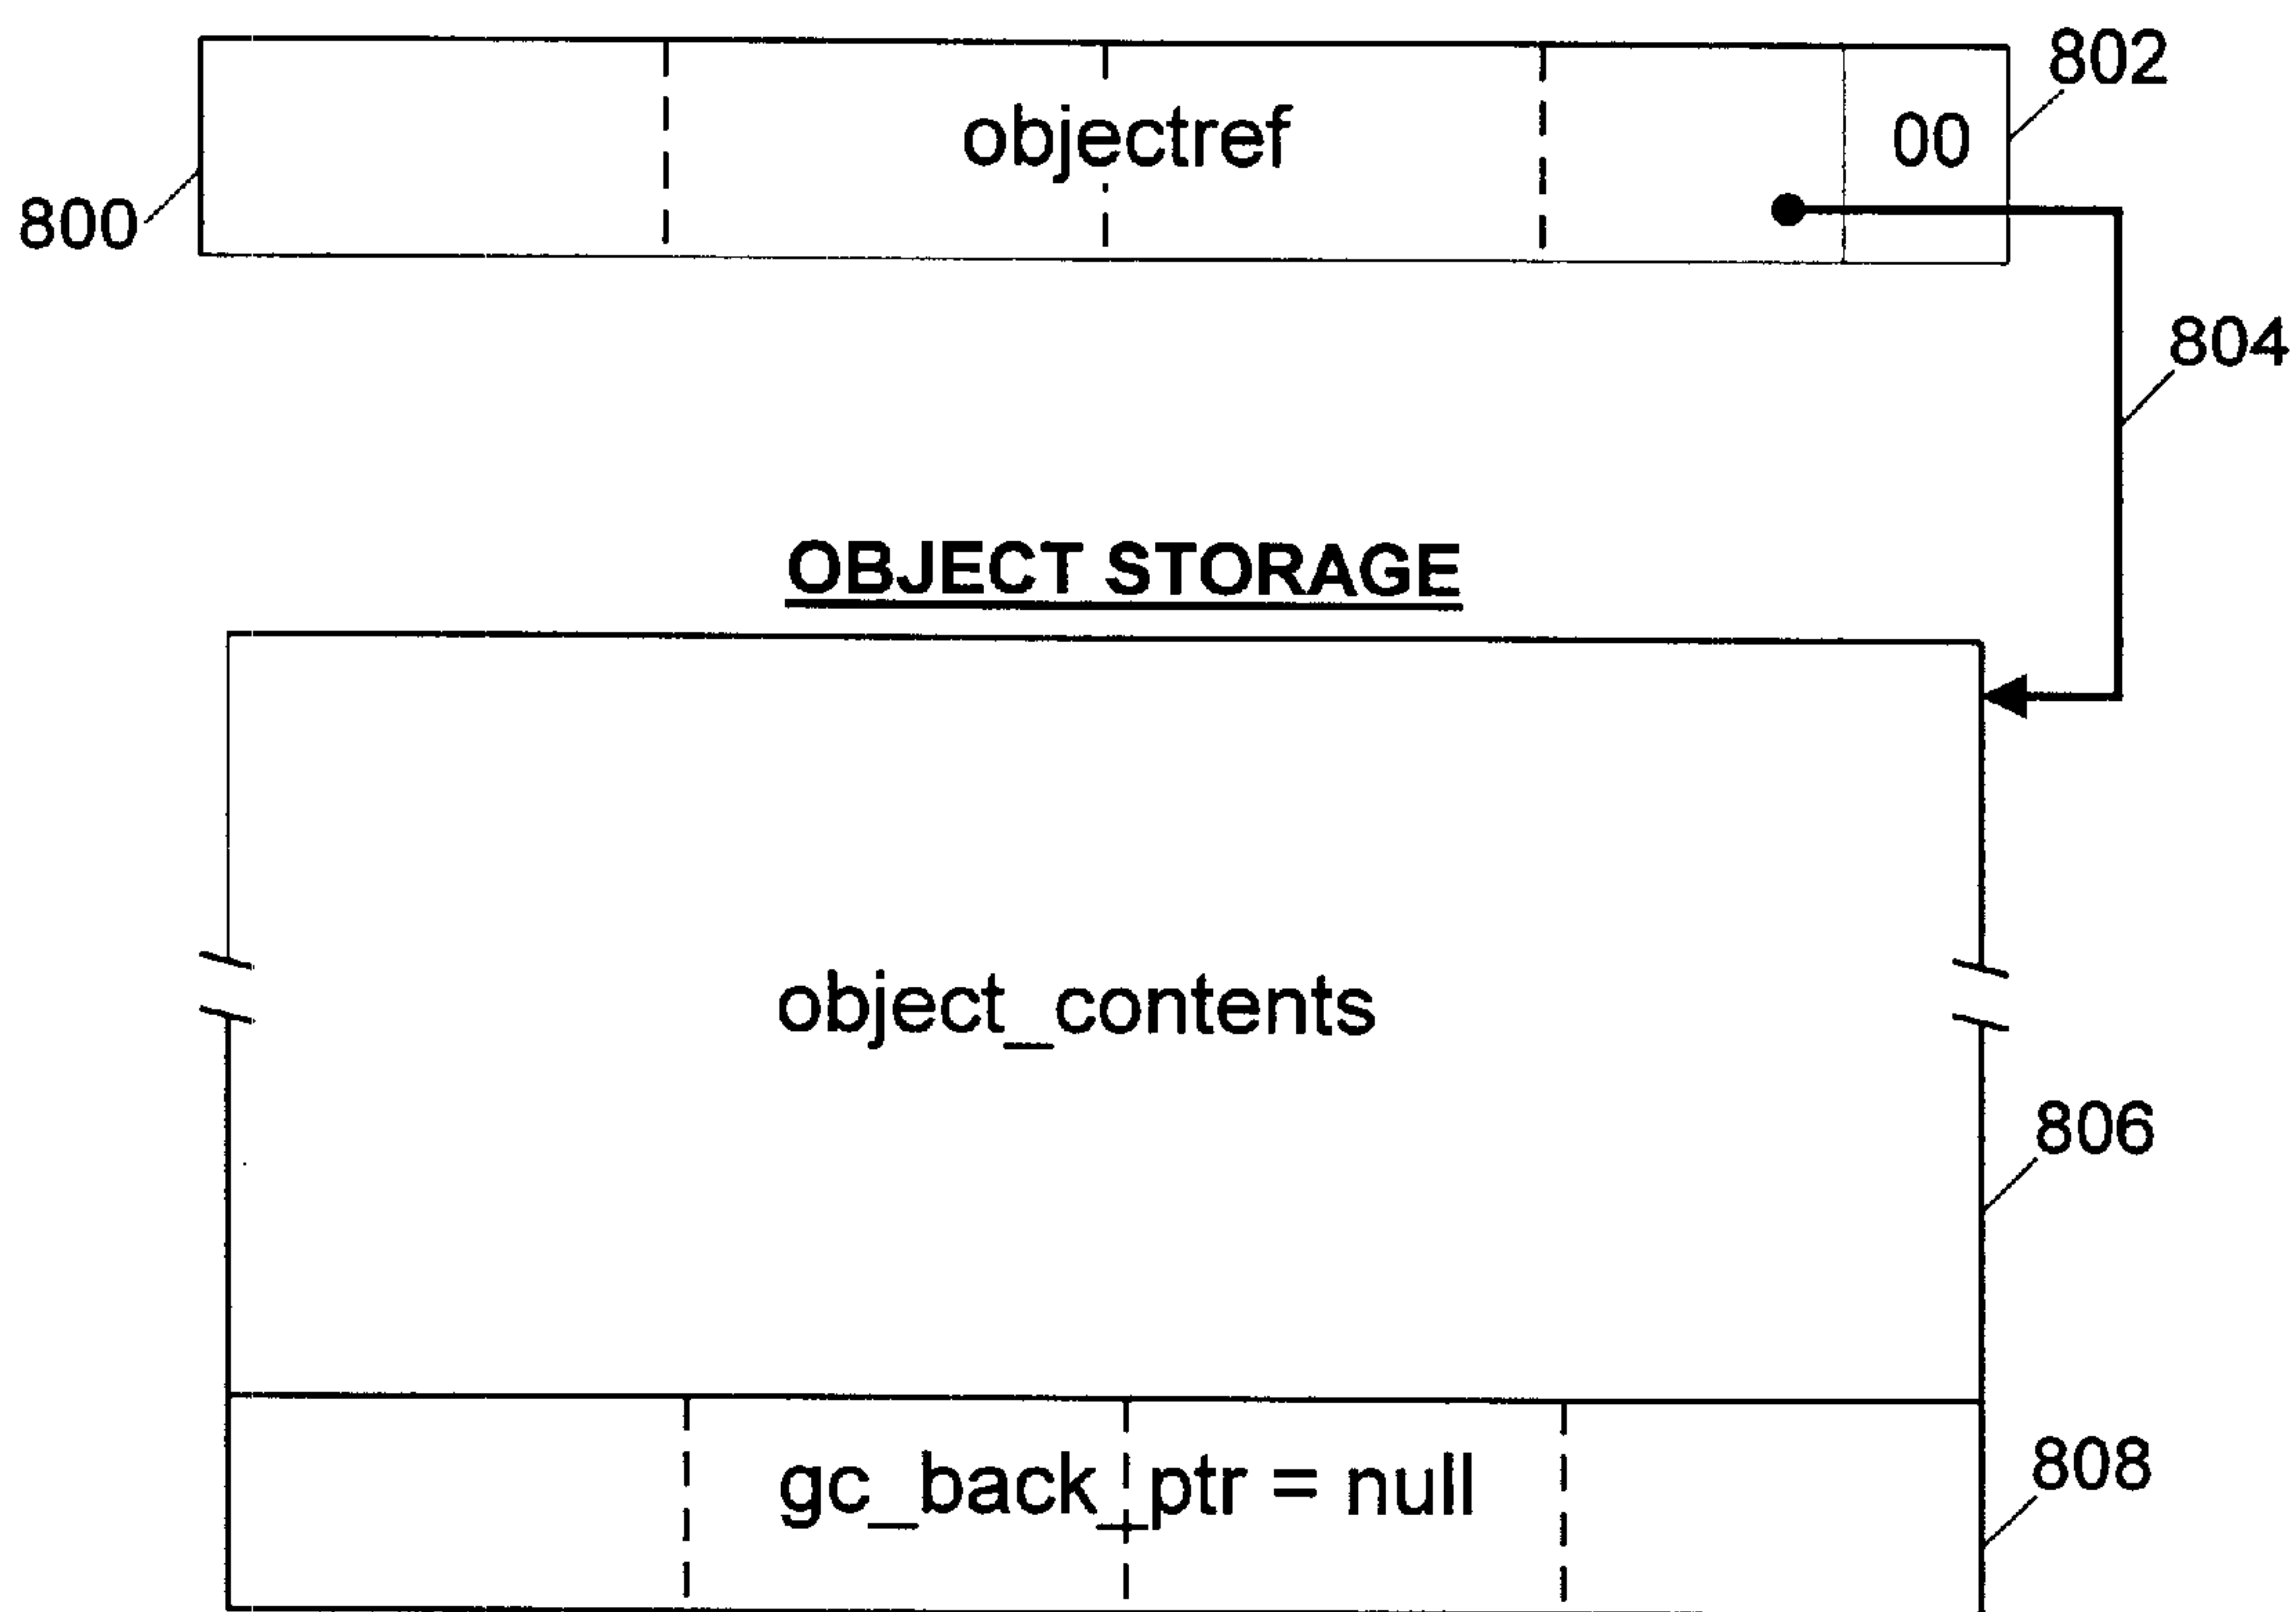 802
objectref
00
800
804
OBJECT STORAGE
object_contents
806
gc_back_ptr = null
808